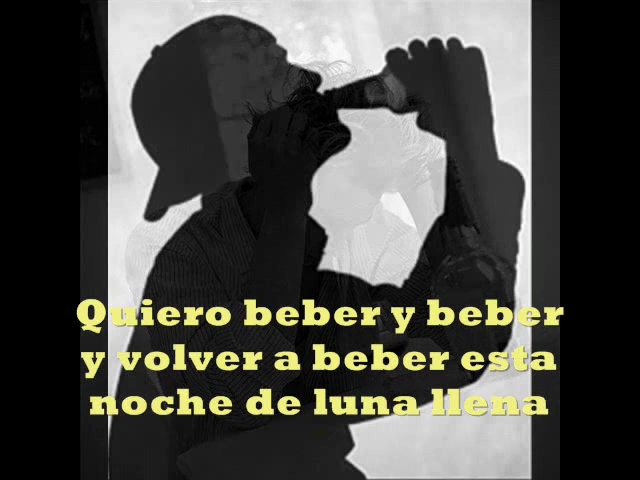 Quiero beber y beber
y volver a beber esta
noche de luna llena